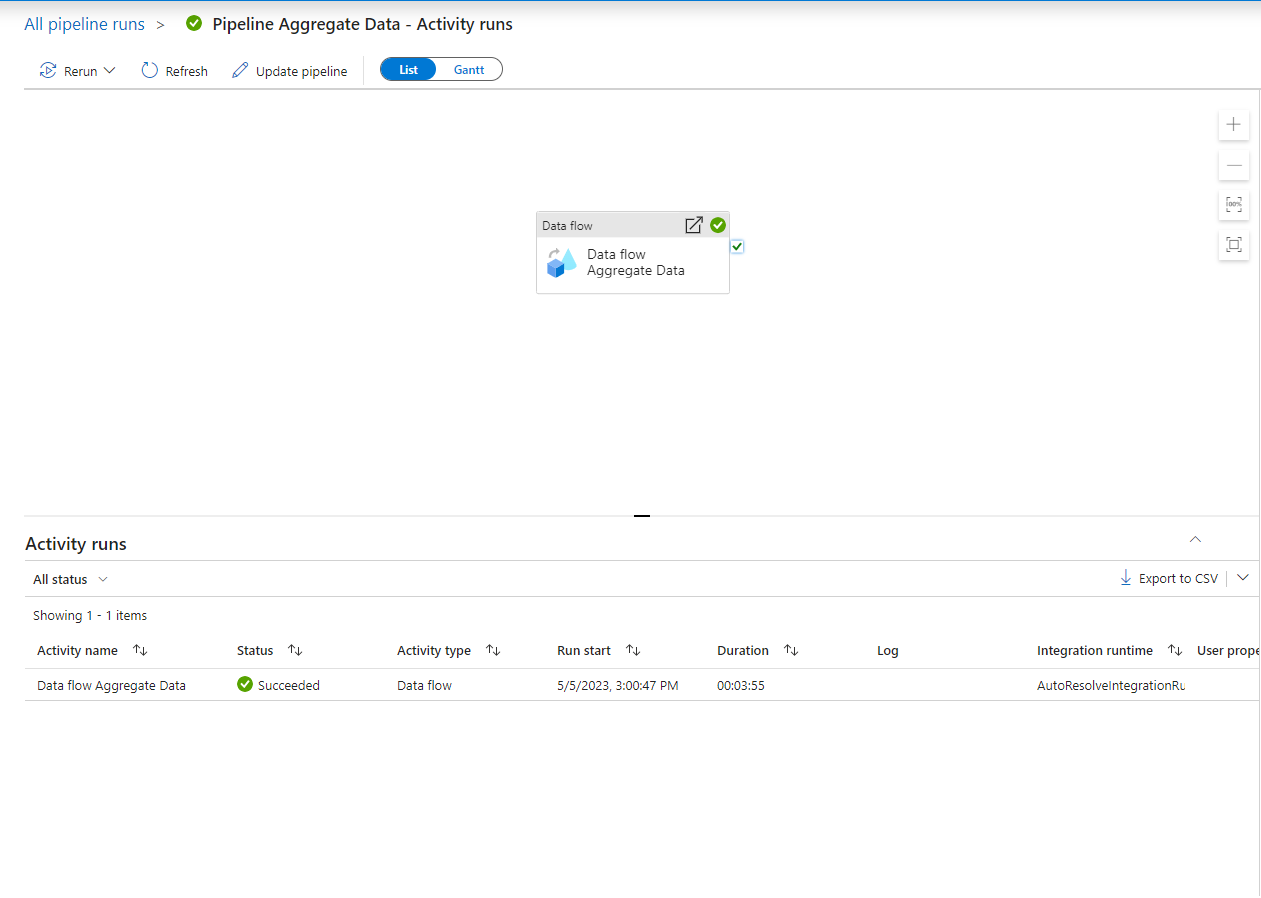 All pipeline runs > Pipeline Aggregate Data - Activity runs
Rerun Refresh Update pipeline List Gantt
100%
Data flow
Data flow
Aggregate Data
Activity runs
All status Export to CSV
Showing 1 - 1 items
Activity name Status Activity type Run start Duration Log Integration runtime User prope
Data flow Aggregate Data Succeeded Data flow 5/5/2023, 3:00:47 PM 00:03:55 AutoResolveIntegrationRu